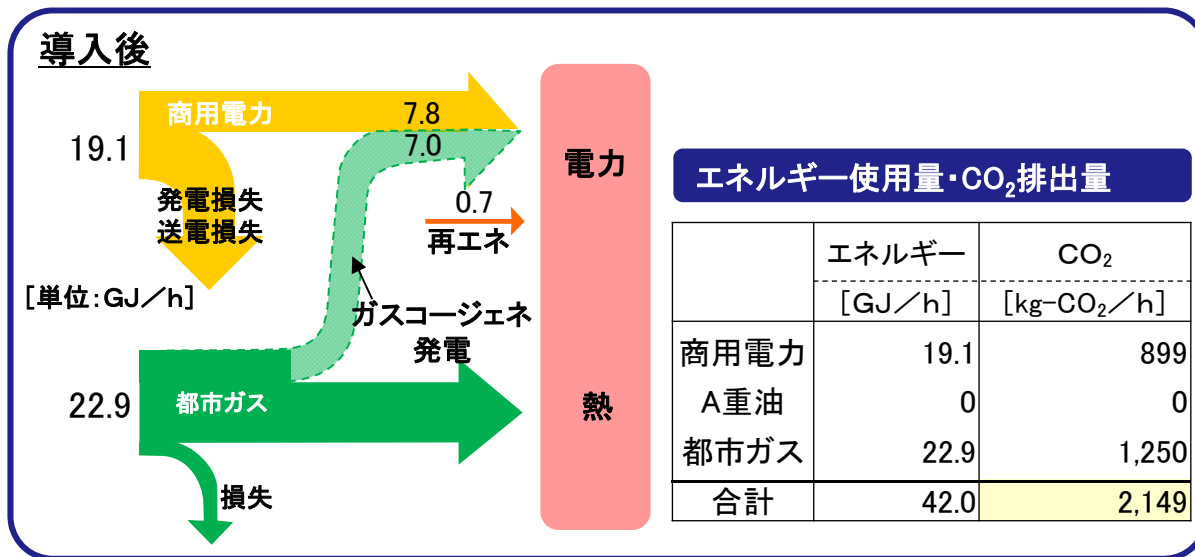 導入後
商用電力
7.8
19.1
7.0
発電損失
送電損失
0.7
再エネ
[単位:GJ/h]
ガスコージェネ
発電
22.9
都市ガス
損失
電力
熱
エネルギー使用量・CO₂排出量
エネルギー CO₂
[GJ/h] [kg-CO₂/h]
商用電力 19.1 899
A重油 0 0
都市ガス 22.9 1,250
合計 42.0 2,149